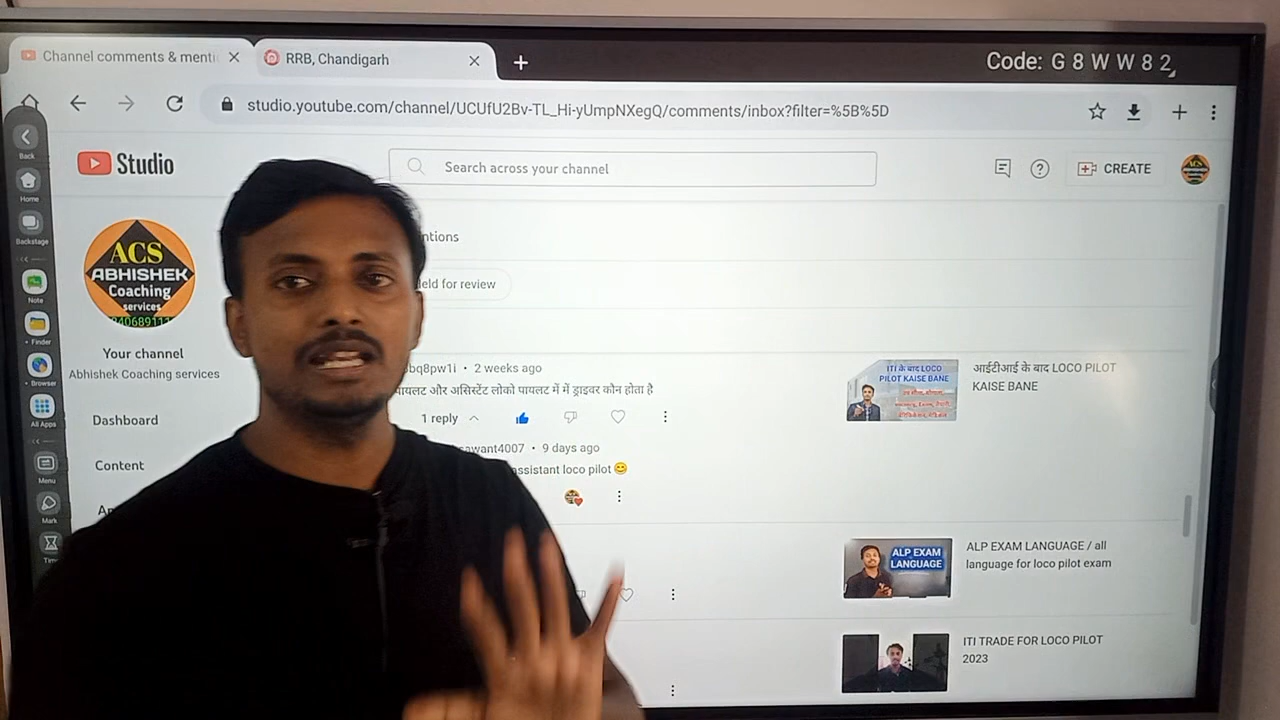 Channel comments & menti
RRB, Chandigarh
Code: G8WW82
studio.youtube.com/channel/UCUfU2Bv-TL_Hi-yUmpNXegQ/comments/inbox?filter=%5B%5D
Back
Home
Backstage
Note
Finder
Browser
All Apps
Menu
Mark
Tim
Studio
Search across your channel
CREATE
ACS
ACS
ABHISHEK
Coaching
services
Your channel
Abhishek Coaching services
Dashboard
Content
ntions
eld for review
bq8pw1i • 2 weeks ago
पायलट और असिस्टेंट लोको पायलट में में ड्राइवर कौन होता है
1 reply
sawant4007 • 9 days ago
assistant loco pilot 😊
ITI के बाद LOCO
PILOT KAISE BANE
आईटीआई के बाद LOCO PILOT
KAISE BANE
ALP EXAM
LANGUAGE
ALP EXAM LANGUAGE / all
language for loco pilot exam
ITI TRADE FOR LOCO PILOT
2023